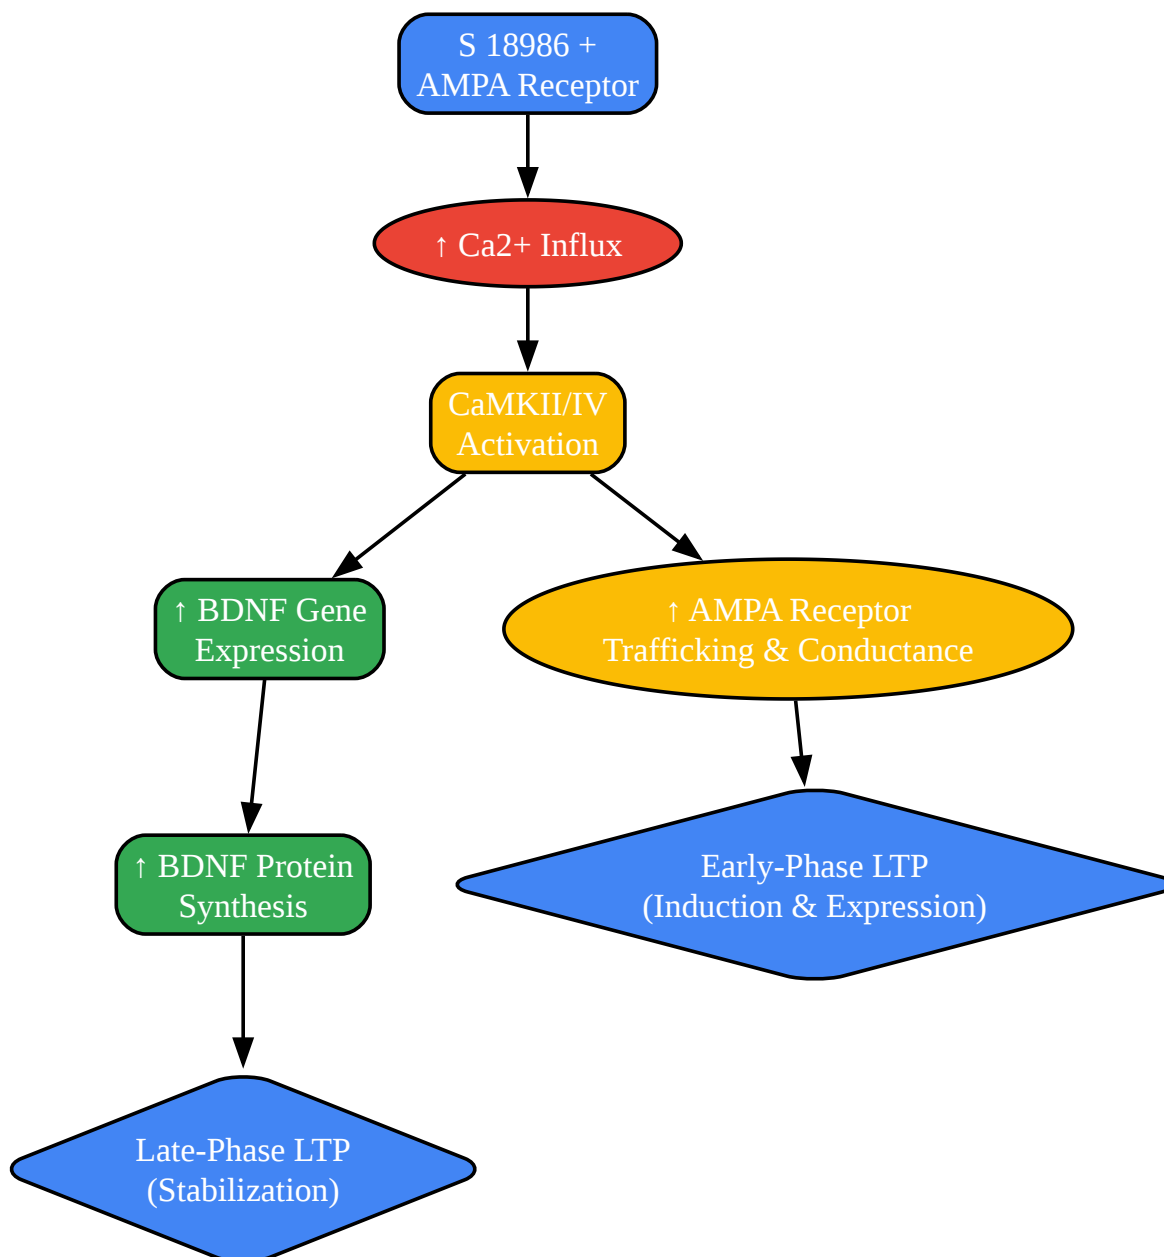 S 18986 +
AMPA Receptor
↑ Ca2+ Influx
CaMKII/IV
Activation
↑ BDNF Gene
Expression
↑ AMPA Receptor
Trafficking & Conductance
↑ BDNF Protein
Synthesis
Early-Phase LTP
(Induction & Expression)
Late-Phase LTP
(Stabilization)